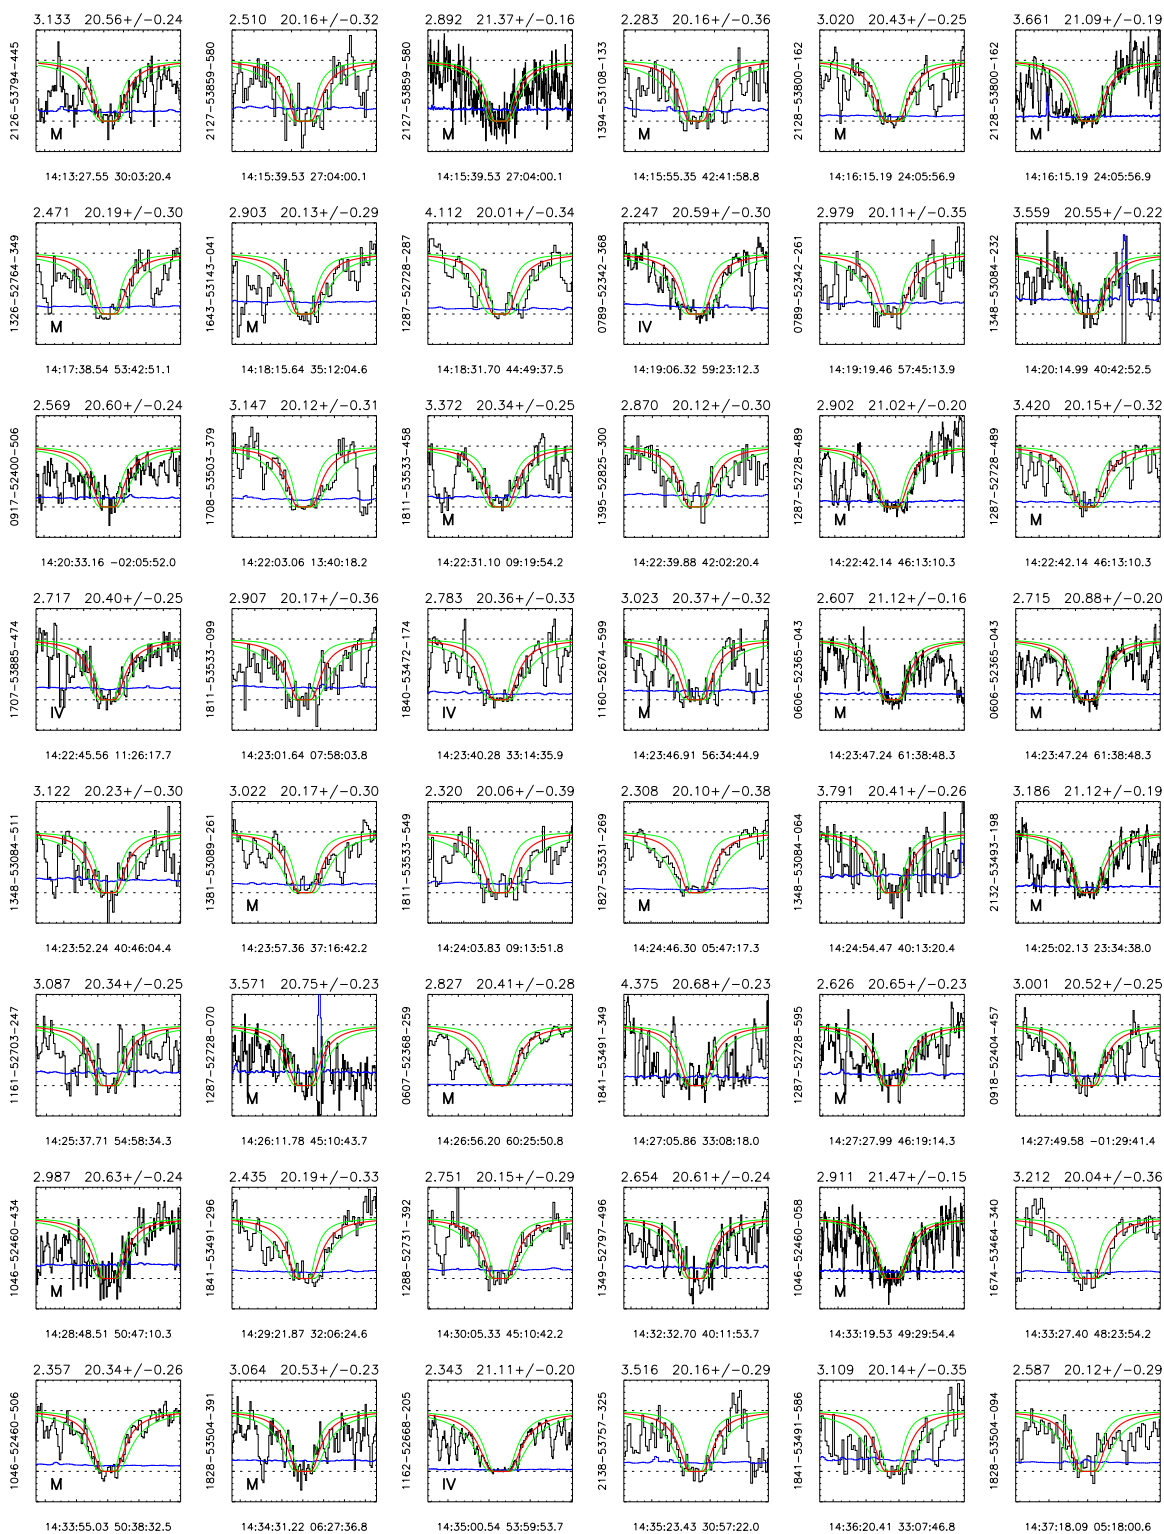 3.133 20.56+/-0.24 2.510 20.16+/-0.32 2.892 21.37+/-0.16 2.283 20.16+/-0.36 3.020 20.43+/-0.25 3.661 21.09+/-0.19
2126-53794-445 2127-53859-580 2127-53859-580 1394-53108-133 2128-53800-162 2128-53800-162
M M M M M M
14:13:27.55 30:03:20.4 14:15:39.53 27:04:00.1 14:15:39.53 27:04:00.1 14:15:55.35 42:41:58.8 14:16:15.19 24:05:56.9 14:16:15.19 24:05:56.9
2.471 20.19+/-0.30 2.903 20.13+/-0.29 4.112 20.01+/-0.34 2.247 20.59+/-0.30 2.979 20.11+/-0.35 3.559 20.55+/-0.22
1326-52764-349 1643-53143-041 1287-52728-287 0789-52342-368 0789-52342-261 1348-53084-232
M M IV
14:17:38.54 53:42:51.1 14:18:15.64 35:12:04.6 14:18:31.70 44:49:37.5 14:19:06.32 59:23:12.3 14:19:19.46 57:45:13.9 14:20:14.99 40:42:52.5
2.569 20.60+/-0.24 3.147 20.12+/-0.31 3.372 20.34+/-0.25 2.870 20.12+/-0.30 2.902 21.02+/-0.20 3.420 20.15+/-0.32
0917-52400-506 1708-53503-379 1811-53533-458 1395-52825-300 1287-52728-489 1287-52728-489
M M M
14:20:33.16 -02:05:52.0 14:22:03.06 13:40:18.2 14:22:31.10 09:19:54.2 14:22:39.88 42:02:20.4 14:22:42.14 46:13:10.3 14:22:42.14 46:13:10.3
2.717 20.40+/-0.25 2.907 20.17+/-0.36 2.783 20.36+/-0.33 3.023 20.37+/-0.32 2.607 21.12+/-0.16 2.715 20.88+/-0.20
1707-53885-474 1811-53533-099 1840-53472-174 1160-52674-599 0606-52365-043 0606-52365-043
IV IV M M M
14:22:45.56 11:26:17.7 14:23:01.64 07:58:03.8 14:23:40.28 33:14:35.9 14:23:46.91 56:34:44.9 14:23:47.24 61:38:48.3 14:23:47.24 61:38:48.3
3.122 20.23+/-0.30 3.022 20.17+/-0.30 2.320 20.06+/-0.39 2.308 20.10+/-0.38 3.791 20.41+/-0.26 3.186 21.12+/-0.19
1348-53084-511 1381-53089-261 1811-53533-549 1827-53531-269 1348-53084-064 2132-53493-198
M M M
14:23:52.24 40:46:04.4 14:23:57.36 37:16:42.2 14:24:03.83 09:13:51.8 14:24:46.30 05:47:17.3 14:24:54.47 40:13:20.4 14:25:02.13 23:34:38.0
3.087 20.34+/-0.25 3.571 20.75+/-0.23 2.827 20.41+/-0.28 4.375 20.68+/-0.23 2.626 20.65+/-0.23 3.001 20.52+/-0.25
1161-52703-247 1287-52728-070 0607-52368-259 1841-53491-349 1287-52728-595 0918-52404-457
M M M
14:25:37.71 54:58:34.3 14:26:11.78 45:10:43.7 14:26:56.20 60:25:50.8 14:27:05.86 33:08:18.0 14:27:27.99 46:19:14.3 14:27:49.58 -01:29:41.4
2.987 20.63+/-0.24 2.435 20.19+/-0.33 2.751 20.15+/-0.29 2.654 20.61+/-0.24 2.911 21.47+/-0.15 3.212 20.04+/-0.36
1046-52460-434 1841-53491-296 1288-52731-392 1349-52797-496 1046-52460-058 1674-53464-340
M M
14:28:48.51 50:47:10.3 14:29:21.87 32:06:24.6 14:30:05.33 45:10:42.2 14:32:32.70 40:11:53.7 14:33:19.53 49:29:54.4 14:33:27.40 48:23:54.2
2.357 20.34+/-0.26 3.064 20.53+/-0.23 2.343 21.11+/-0.20 3.516 20.16+/-0.29 3.109 20.14+/-0.35 2.587 20.12+/-0.29
1046-52460-506 1828-53504-391 1162-52668-205 2138-53757-325 1841-53491-586 1828-53504-094
M M IV
14:33:55.03 50:38:32.5 14:34:31.22 06:27:36.8 14:35:00.54 53:59:53.7 14:35:23.43 30:57:22.0 14:36:20.41 33:07:46.8 14:37:18.09 05:18:00.6